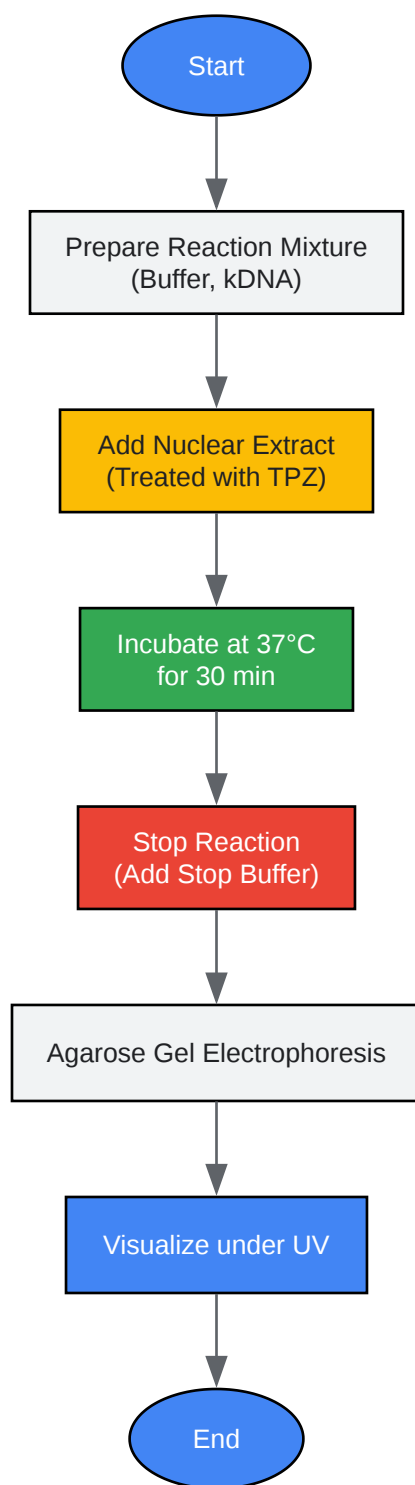 Start
Prepare Reaction Mixture
(Buffer, kDNA)
Add Nuclear Extract
(Treated with TPZ)
Incubate at 37°C
for 30 min
Stop Reaction
(Add Stop Buffer)
Agarose Gel Electrophoresis
Visualize under UV
End